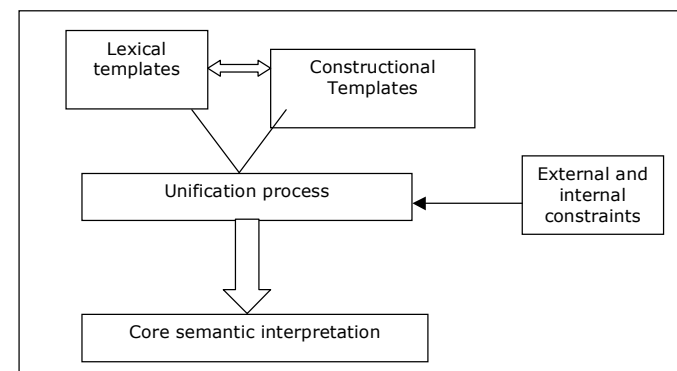 Lexical
templates
Constructional
Templates
Unification process
External and
internal
constraints
Core semantic interpretation